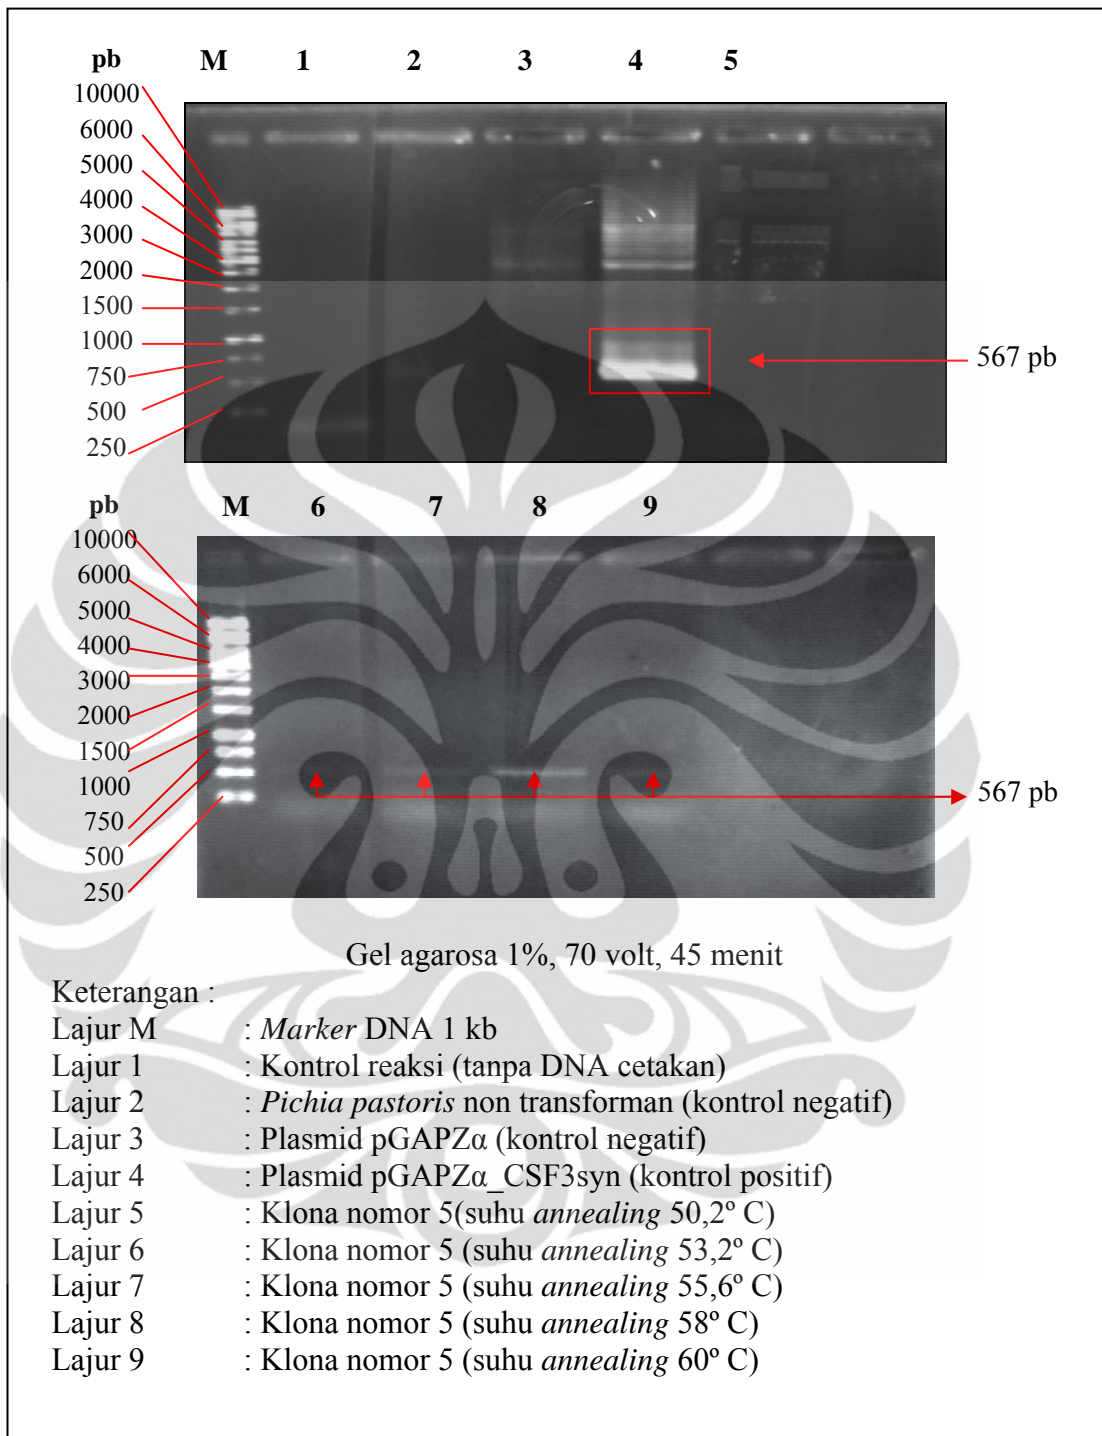 pb M 1 2 3 4 5
10000
6000
5000
4000
3000
2000
1500
1000
750
500
250
567 pb
pb M 6 7 8 9
10000
6000
5000
4000
3000
2000
1500
1000
750
500
250
567 pb
Gel agarosa 1%, 70 volt, 45 menit
Keterangan :
Lajur M : Marker DNA 1 kb
Lajur 1 : Kontrol reaksi (tanpa DNA cetakan)
Lajur 2 : Pichia pastoris non transforman (kontrol negatif)
Lajur 3 : Plasmid pGAPZα (kontrol negatif)
Lajur 4 : Plasmid pGAPZα_CSF3syn (kontrol positif)
Lajur 5 : Klona nomor 5(suhu annealing 50,2º C)
Lajur 6 : Klona nomor 5 (suhu annealing 53,2º C)
Lajur 7 : Klona nomor 5 (suhu annealing 55,6º C)
Lajur 8 : Klona nomor 5 (suhu annealing 58º C)
Lajur 9 : Klona nomor 5 (suhu annealing 60º C)